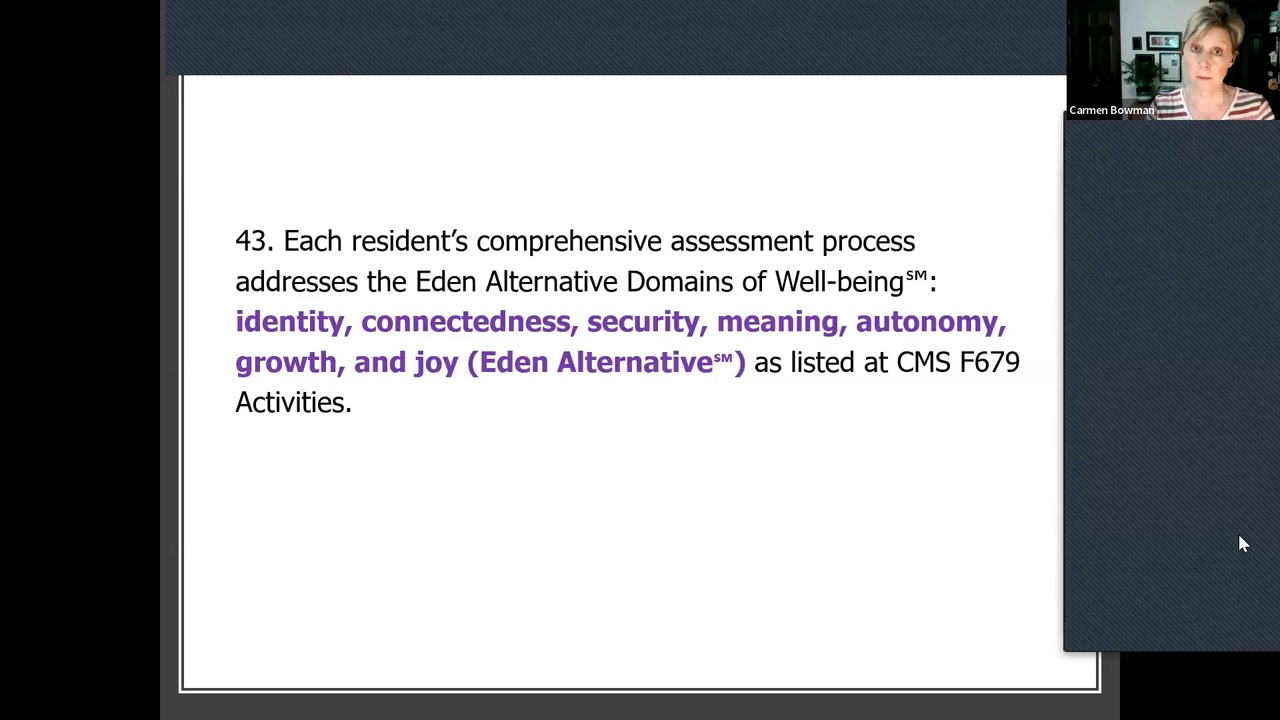 Carmen Bowman
43. Each resident’s comprehensive assessment process
addresses the Eden Alternative Domains of Well-being℠:
identity, connectedness, security, meaning, autonomy,
growth, and joy (Eden Alternative℠) as listed at CMS F679
Activities.